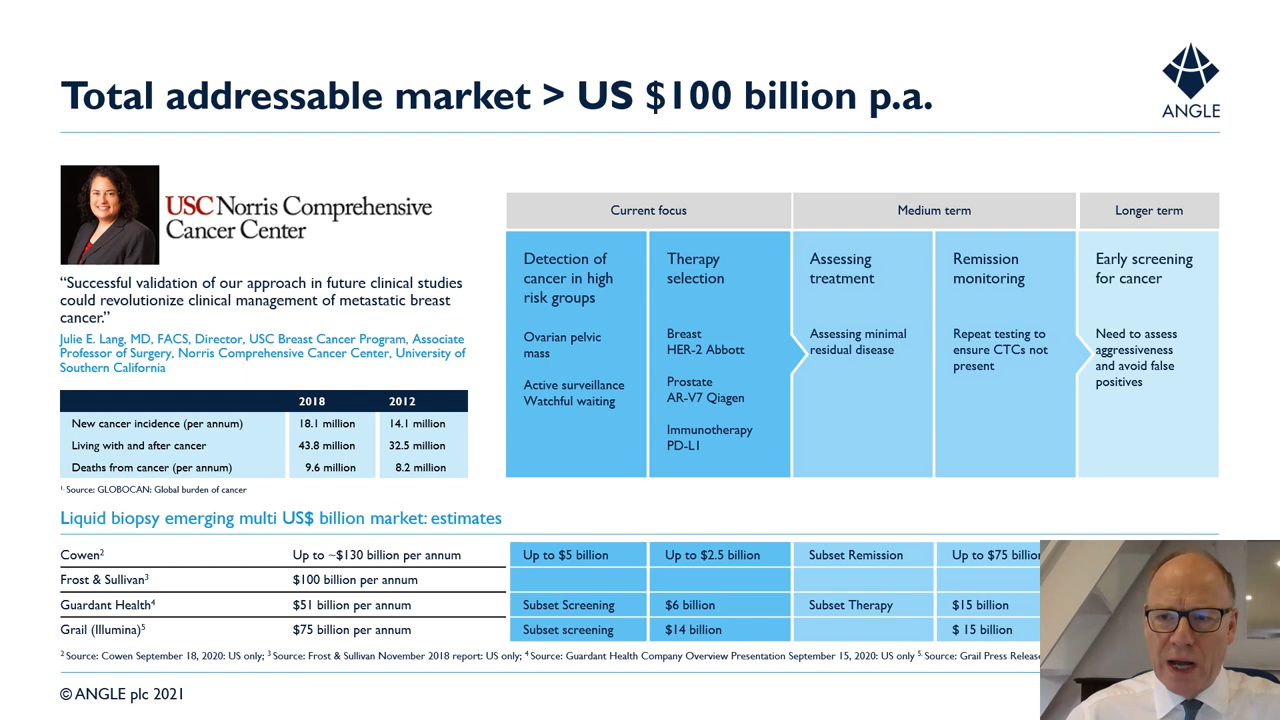 Total addressable market > US $100 billion p.a.
ANGLE
USC Norris Comprehensive
Cancer Center
“Successful validation of our approach in future clinical studies
could revolutionize clinical management of metastatic breast
cancer.”
Julie E. Lang, MD, FACS, Director, USC Breast Cancer Program, Associate
Professor of Surgery, Norris Comprehensive Cancer Center, University of
Southern California
2018 2012
New cancer incidence (per annum) 18.1 million 14.1 million
Living with and after cancer 43.8 million 32.5 million
Deaths from cancer (per annum) 9.6 million 8.2 million
1. Source: GLOBOCAN: Global burden of cancer
Current focus Medium term Longer term
Detection of
cancer in high
risk groups
Ovarian pelvic
mass
Active surveillance
Watchful waiting
Therapy
selection
Breast
HER-2 Abbott
Prostate
AR-V7 Qiagen
Immunotherapy
PD-L1
Assessing
treatment
Assessing minimal
residual disease
Remission
monitoring
Repeat testing to
ensure CTCs not
present
Early screening
for cancer
Need to assess
aggressiveness
and avoid false
positives
Liquid biopsy emerging multi US$ billion market: estimates
Cowen2 Up to ~$130 billion per annum Up to $5 billion Up to $2.5 billion Subset Remission Up to $75 billion
Frost & Sullivan3 $100 billion per annum
Guardant Health4 $51 billion per annum Subset Screening $6 billion Subset Therapy $15 billion
Grail (Illumina)5 $75 billion per annum Subset screening $14 billion $ 15 billion
2 Source: Cowen September 18, 2020: US only; 3 Source: Frost & Sullivan November 2018 report: US only; 4 Source: Guardant Health Company Overview Presentation September 15, 2020: US only 5. Source: Grail Press Release
© ANGLE plc 2021